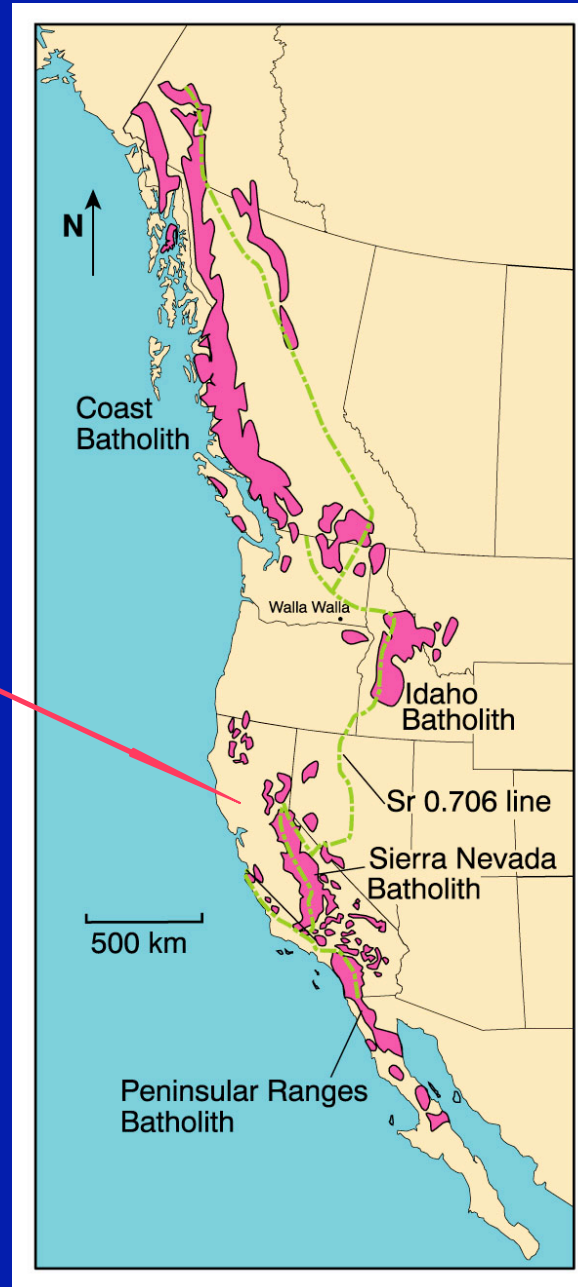 N
Coast
Batholith
Walla Walla
Idaho
Batholith
Sr 0.706 line
Sierra Nevada
Batholith
500 km
Peninsular Ranges
Batholith